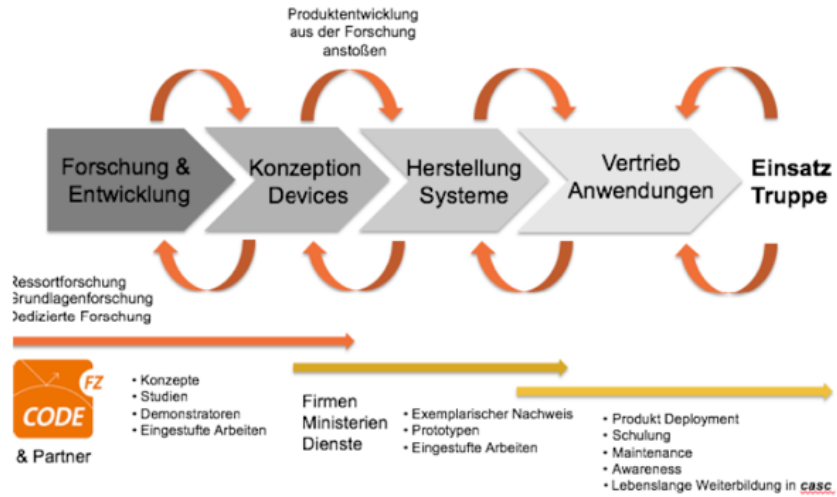 Produktentwicklung
aus der Forschung
anstoßen
Forschung &
Entwicklung
Konzeption
Devices
Herstellung
Systeme
Vertrieb
Anwendungen
Einsatz
Truppe
Ressortforschung
Grundlagenforschung
Dedizierte Forschung
FZ
CODE
& Partner
• Konzepte
• Studien
• Demonstratoren
• Eingestufte Arbeiten
Firmen
Ministerien
Dienste
• Exemplarischer Nachweis
• Prototypen
• Eingestufte Arbeiten
• Produkt Deployment
• Schulung
• Maintenance
• Awareness
• Lebenslange Weiterbildung in casc